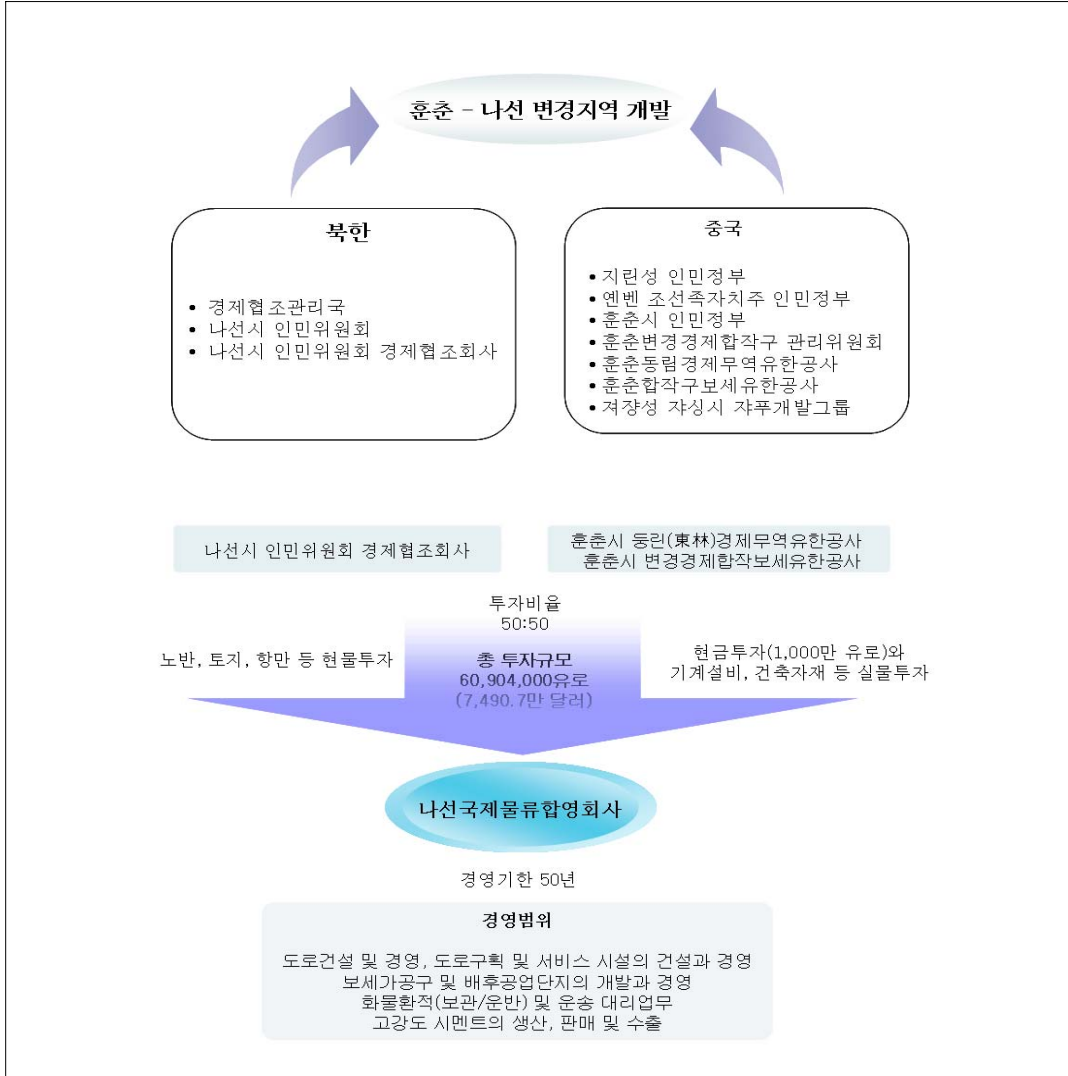 훈춘 - 나선 변경지역 개발
북한
• 경제협조관리국
• 나선시 인민위원회
• 나선시 인민위원회 경제협조회사
중국
• 지린성 인민정부
• 옌벤 조선족자치주 인민정부
• 훈춘시 인민정부
• 훈춘변경경제합작구 관리위원회
• 훈춘동림경제무역유한공사
• 훈춘합작구보세유한공사
• 져쟝성 쟈싱시 쟈푸개발그룹
나선시 인민위원회 경제협조회사
훈춘시 둥린(東林)경제무역유한공사
훈춘시 변경경제합작보세유한공사
투자비율
50:50
노반, 토지, 항만 등 현물투자
총 투자규모
60,904,000유로
(7,490.7만 달러)
현금투자(1,000만 유로)와
기계설비, 건축자재 등 실물투자
나선국제물류합영회사
경영기한 50년
경영범위
도로건설 및 경영, 도로구획 및 서비스 시설의 건설과 경영
보세가공구 및 배후공업단지의 개발과 경영
화물환적(보관/운반) 및 운송 대리업무
고강도 시멘트의 생산, 판매 및 수출